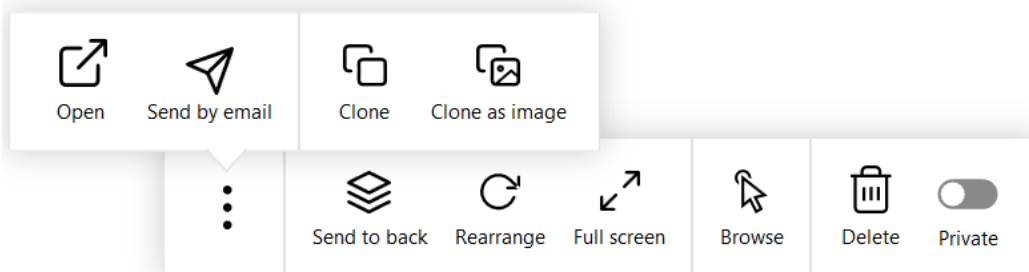 Open
Send by email
Clone
Clone as image
Send to back
Rearrange
Full screen
Browse
Delete
Private